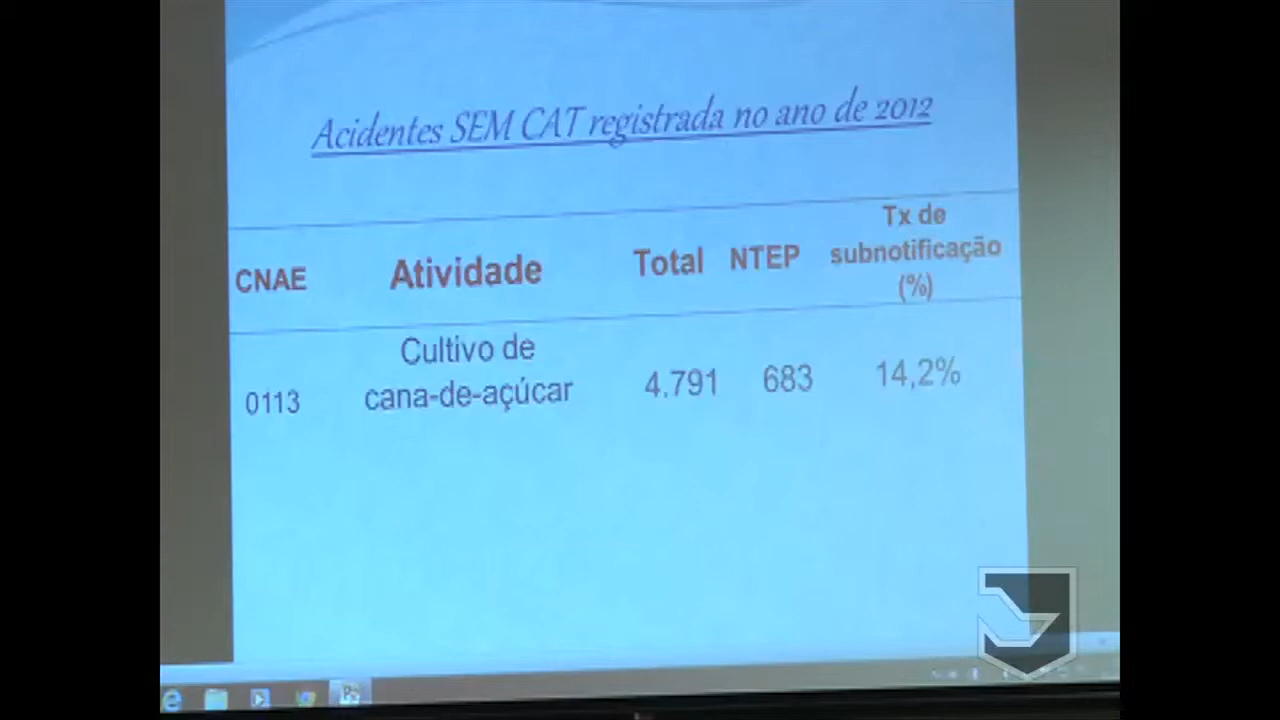 Acidentes SEM CAT registrada no ano de 2012
CNAE Atividade Total NTEP Tx de subnotificação (%)
0113 Cultivo de cana-de-açúcar 4.791 683 14,2%